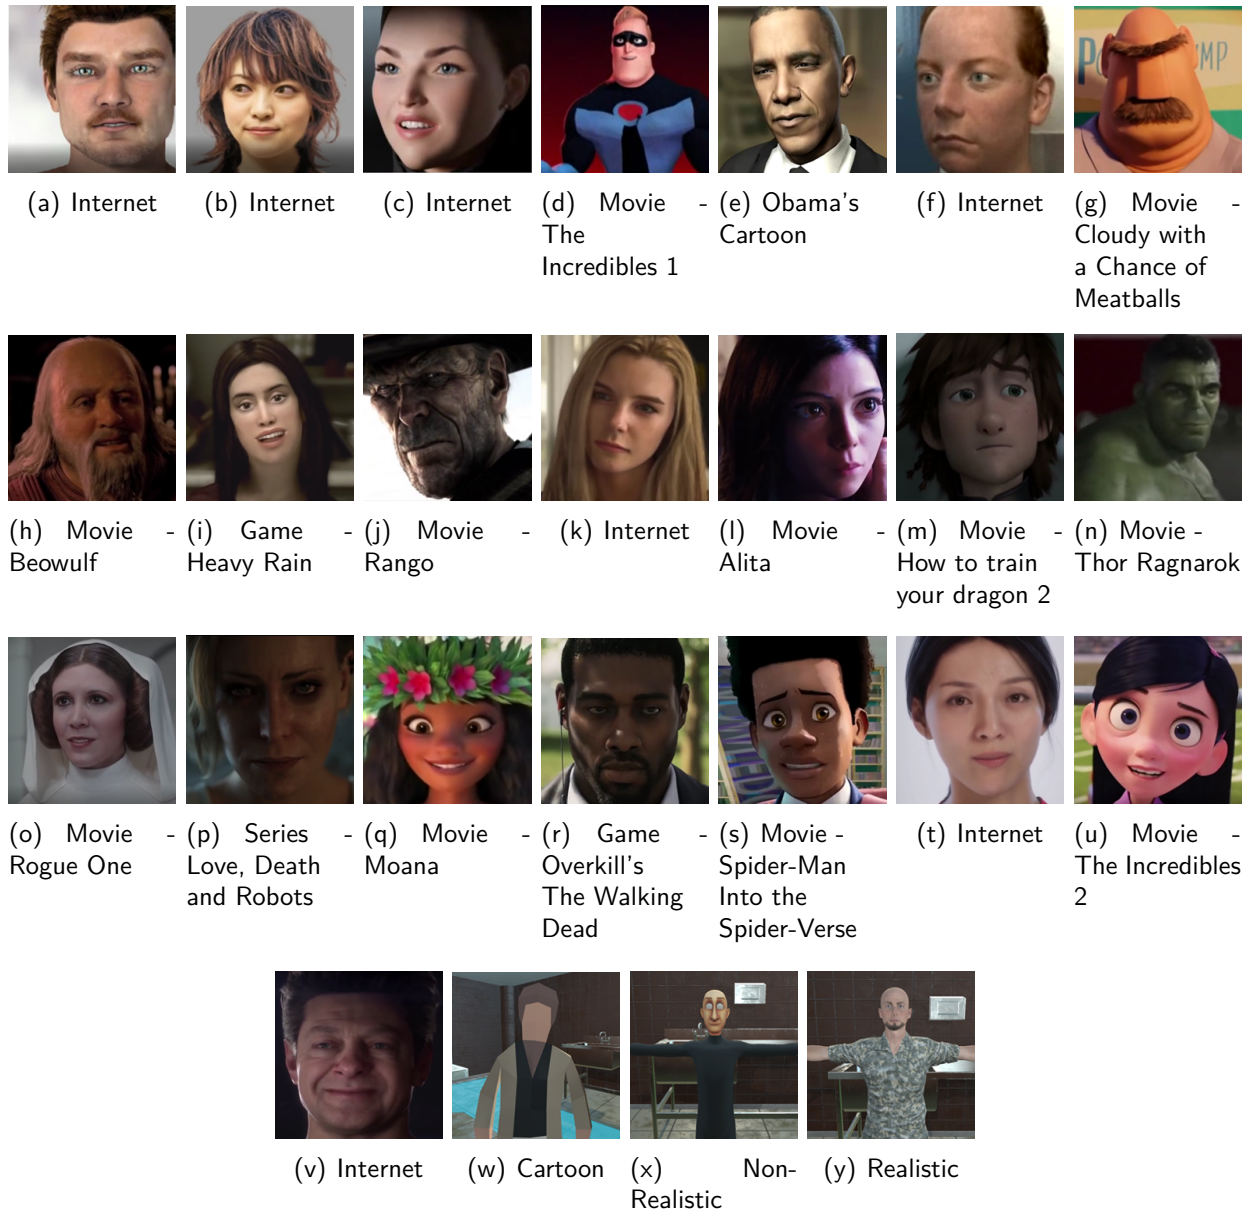 (a) Internet
(b) Internet
(c) Internet
(d) Movie -
The
Incredibles 1
(e) Obama's
Cartoon
(f) Internet
(g) Movie -
Cloudy with
a Chance of
Meatballs
(h) Movie -
Beowulf
(i) Game -
Heavy Rain
(j) Movie -
Rango
(k) Internet
(l) Movie -
Alita
(m) Movie -
How to train
your dragon 2
(n) Movie -
Thor Ragnarok
(o) Movie -
Rogue One
(p) Series -
Love, Death
and Robots
(q) Movie -
Moana
(r) Game -
Overkill's
The Walking
Dead
(s) Movie -
Spider-Man
Into the
Spider-Verse
(t) Internet
(u) Movie -
The Incredibles
2
(v) Internet
(w) Cartoon
(x) Non-
Realistic
(y) Realistic